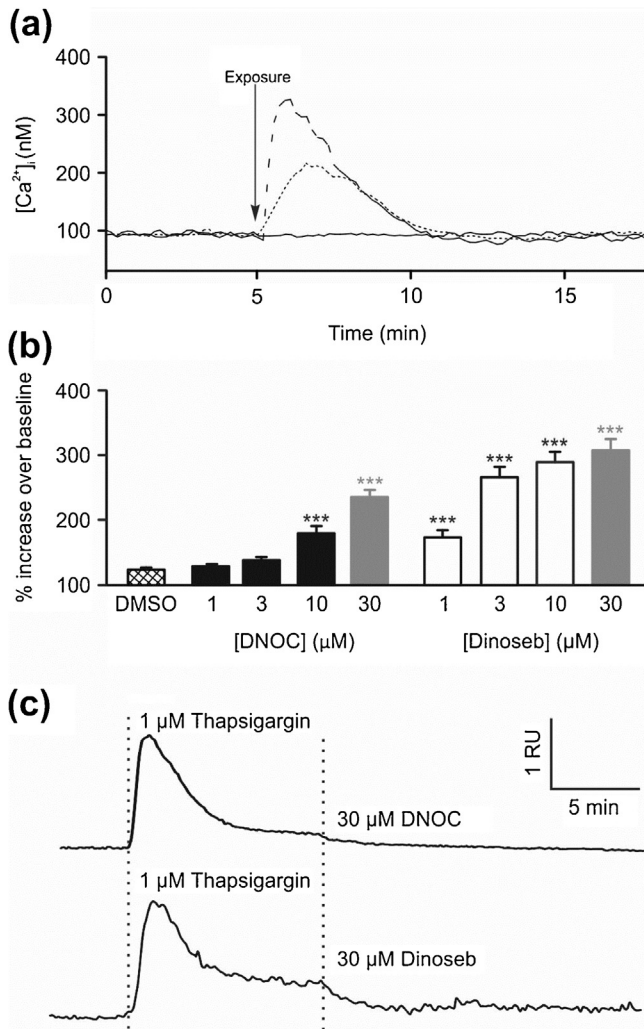 (a)
400
Exposure
300
[Ca²⁺]ᵢ (nM)
200
100
0 5 10 15
Time (min)
(b)
400
% increase over baseline
300
200
100
*** *** *** *** *** ***
DMSO 1 3 10 30 1 3 10 30
[DNOC] (µM) [Dinoseb] (µM)
(c)
1 µM Thapsigargin
1 RU
5 min
30 µM DNOC
1 µM Thapsigargin
30 µM Dinoseb